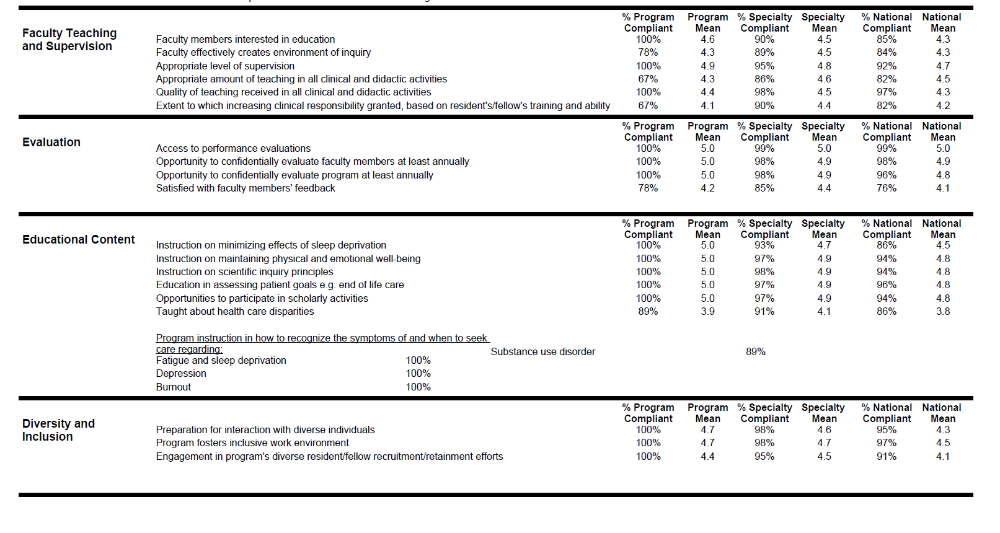 % Program Program % Specialty Specialty % National National
Compliant Mean Compliant Mean Compliant Mean
Faculty Teaching
and Supervision
Faculty members interested in education 100% 4.6 90% 4.5 85% 4.3
Faculty effectively creates environment of inquiry 78% 4.3 89% 4.5 84% 4.3
Appropriate level of supervision 100% 4.9 95% 4.8 92% 4.7
Appropriate amount of teaching in all clinical and didactic activities 67% 4.3 86% 4.6 82% 4.5
Quality of teaching received in all clinical and didactic activities 100% 4.4 98% 4.5 97% 4.3
Extent to which increasing clinical responsibility granted, based on resident's/fellow's training and ability 67% 4.1 90% 4.4 82% 4.2
% Program Program % Specialty Specialty % National National
Compliant Mean Compliant Mean Compliant Mean
Evaluation
Access to performance evaluations 100% 5.0 99% 5.0 99% 5.0
Opportunity to confidentially evaluate faculty members at least annually 100% 5.0 98% 4.9 98% 4.9
Opportunity to confidentially evaluate program at least annually 100% 5.0 98% 4.9 96% 4.8
Satisfied with faculty members' feedback 78% 4.2 85% 4.4 76% 4.1
% Program Program % Specialty Specialty % National National
Compliant Mean Compliant Mean Compliant Mean
Educational Content
Instruction on minimizing effects of sleep deprivation 100% 5.0 93% 4.7 86% 4.5
Instruction on maintaining physical and emotional well-being 100% 5.0 97% 4.9 94% 4.8
Instruction on scientific inquiry principles 100% 5.0 98% 4.9 94% 4.8
Education in assessing patient goals e.g. end of life care 100% 5.0 97% 4.9 96% 4.8
Opportunities to participate in scholarly activities 100% 5.0 97% 4.9 94% 4.8
Taught about health care disparities 89% 3.9 91% 4.1 86% 3.8
Program instruction in how to recognize the symptoms of and when to seek
care regarding:
Substance use disorder 89%
Fatigue and sleep deprivation 100%
Depression 100%
Burnout 100%
% Program Program % Specialty Specialty % National National
Compliant Mean Compliant Mean Compliant Mean
Diversity and
Inclusion
Preparation for interaction with diverse individuals 100% 4.7 98% 4.6 95% 4.3
Program fosters inclusive work environment 100% 4.7 98% 4.7 97% 4.5
Engagement in program's diverse resident/fellow recruitment/retainment efforts 100% 4.4 95% 4.5 91% 4.1